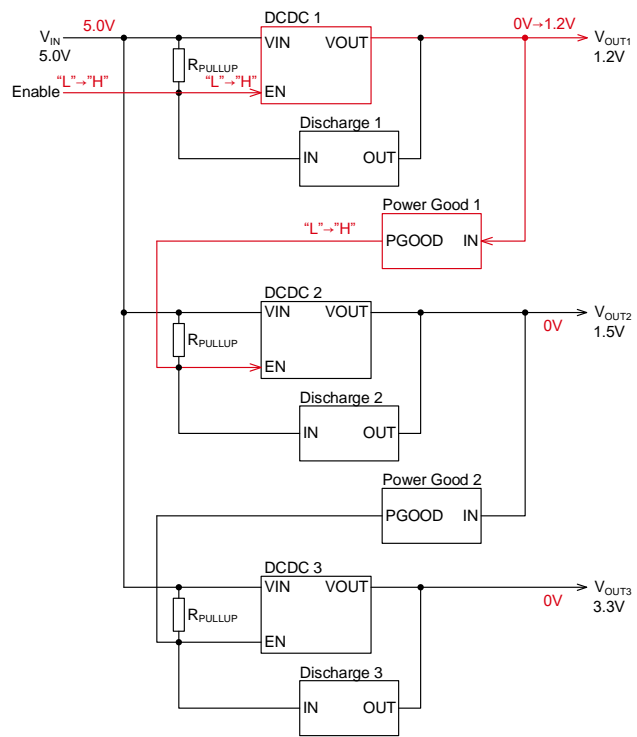 DCDC 1
VIN
5.0V
5.0V
VIN
VOUT
0V→1.2V
VOUT1
1.2V
RPULLUP
Enable
“L”→”H”
“L”→”H”
EN
Discharge 1
IN
OUT
Power Good 1
“L”→”H”
PGOOD
IN
DCDC 2
VIN
VOUT
0V
VOUT2
1.5V
RPULLUP
EN
Discharge 2
IN
OUT
Power Good 2
PGOOD
IN
DCDC 3
VIN
VOUT
0V
VOUT3
3.3V
RPULLUP
EN
Discharge 3
IN
OUT